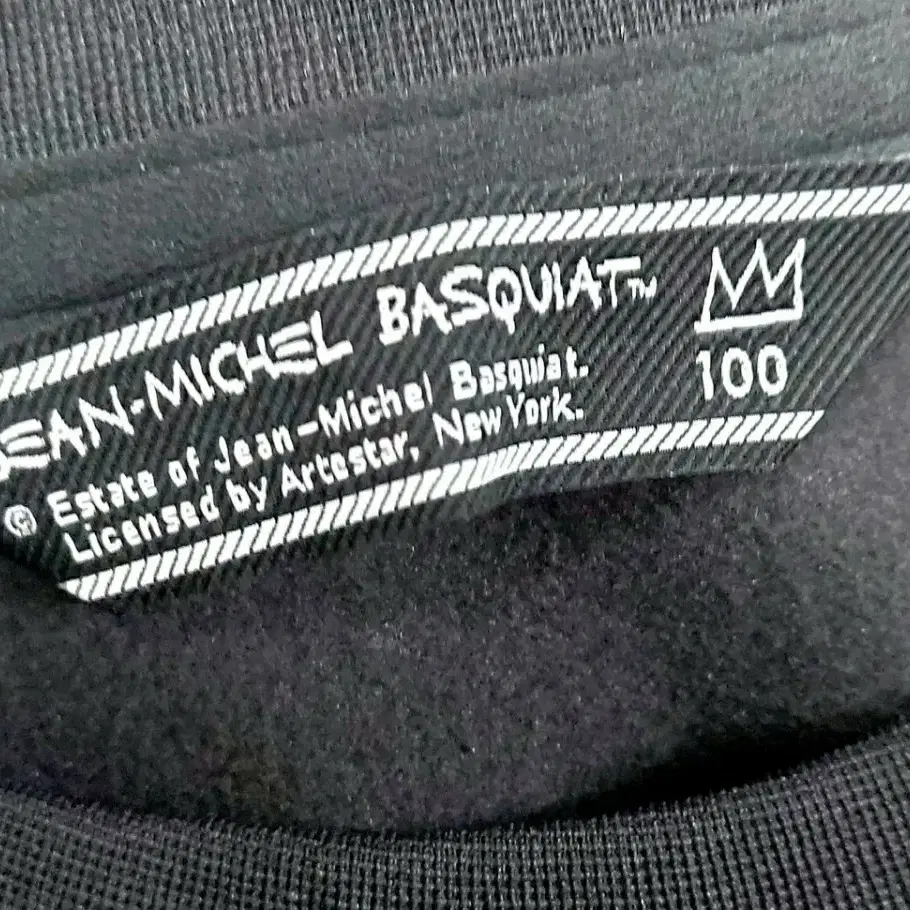 JEAN-MICHEL BASQUIAT™
© Estate of Jean-Michel Basquiat.
Licensed by Artestar, New York.
100